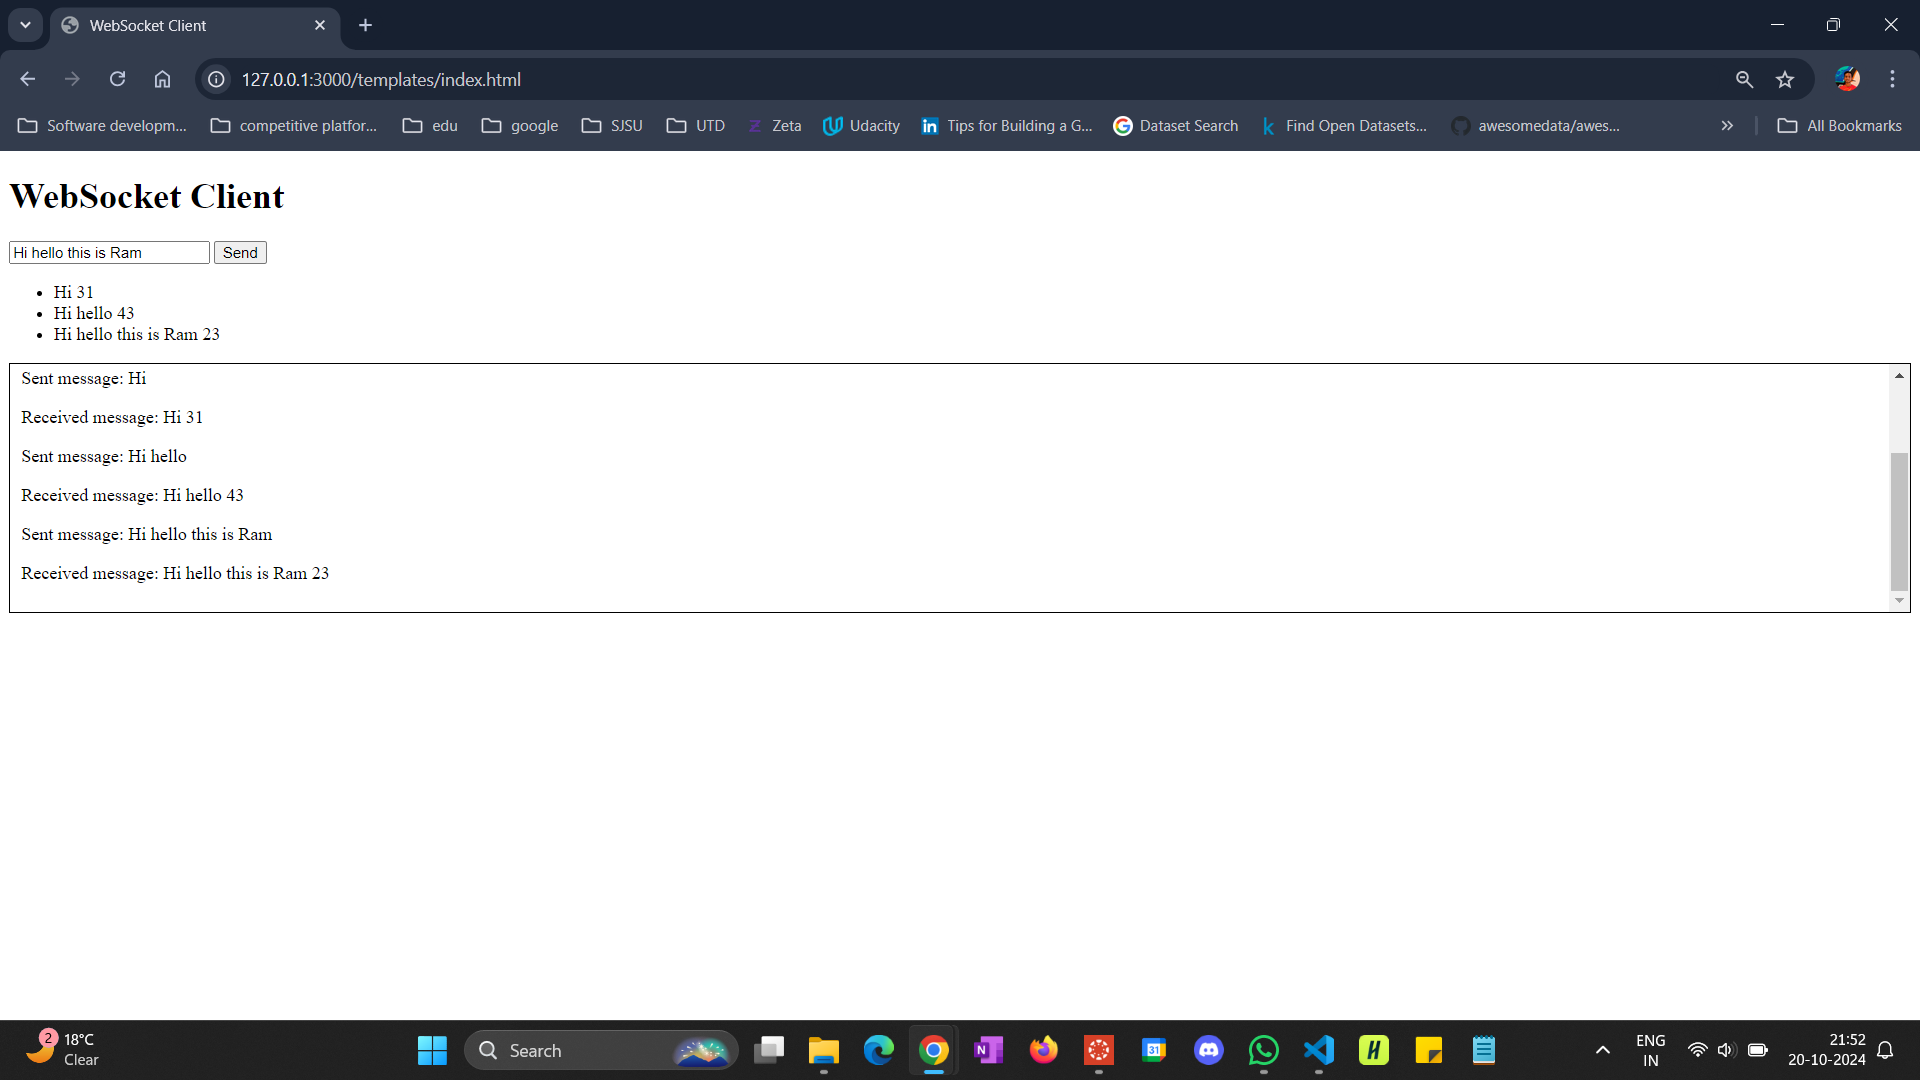 WebSocket Client
127.0.0.1:3000/templates/index.html
Software developm...
competitive platfor...
edu
google
SJSU
UTD
Zeta
Udacity
Tips for Building a G...
Dataset Search
Find Open Datasets...
awesomedata/awes...
All Bookmarks
WebSocket Client
Hi hello this is Ram
Send
Hi 31
Hi hello 43
Hi hello this is Ram 23
Sent message: Hi
Received message: Hi 31
Sent message: Hi hello
Received message: Hi hello 43
Sent message: Hi hello this is Ram
Received message: Hi hello this is Ram 23
2
18°C
Clear
Search
31
ENG
IN
21:52
20-10-2024